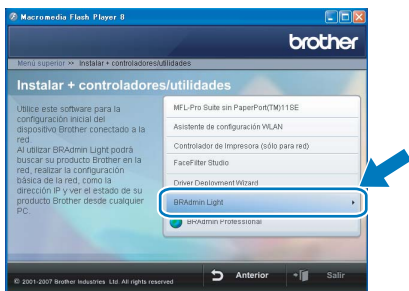 Macromedia Flash Player 8
brother
Menú superior >> Instalar + controladores/utilidades
Instalar + controladores/utilidades
Utilice este software para la
configuración inicial del
dispositivo Brother conectado a la
red.
Al utilizar BRAdmin Light podrá
buscar su producto Brother en la
red, realizar la configuración
básica de la red, como la
dirección IP y ver el estado de su
producto Brother desde cualquier
PC.
MFL-Pro Suite sin PaperPort(TM)11SE
Asistente de configuración WLAN
Controlador de Impresora (sólo para red)
FaceFilter Studio
Driver Deployment Wizard
BRAdmin Light
BRAdmin Professional
© 2001-2007 Brother Industries Ltd. All rights reserved
Anterior
Salir